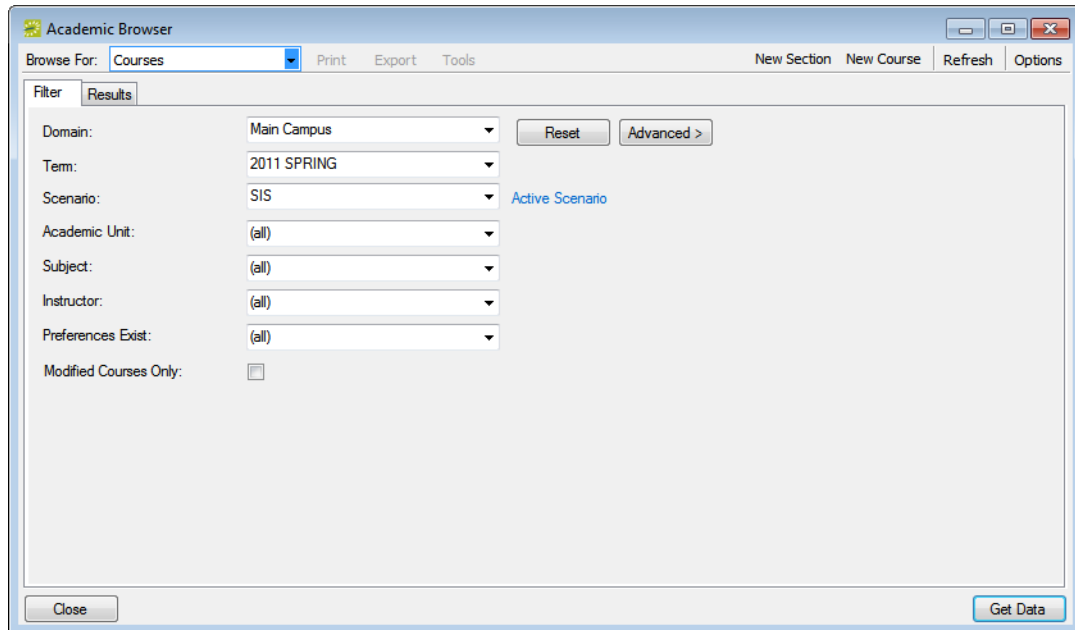 Academic Browser
Browse For: Courses Print Export Tools New Section New Course Refresh Options
Filter Results
Domain: Main Campus Reset Advanced >
Term: 2011 SPRING
Scenario: SIS Active Scenario
Academic Unit: (all)
Subject: (all)
Instructor: (all)
Preferences Exist: (all)
Modified Courses Only:
Close Get Data